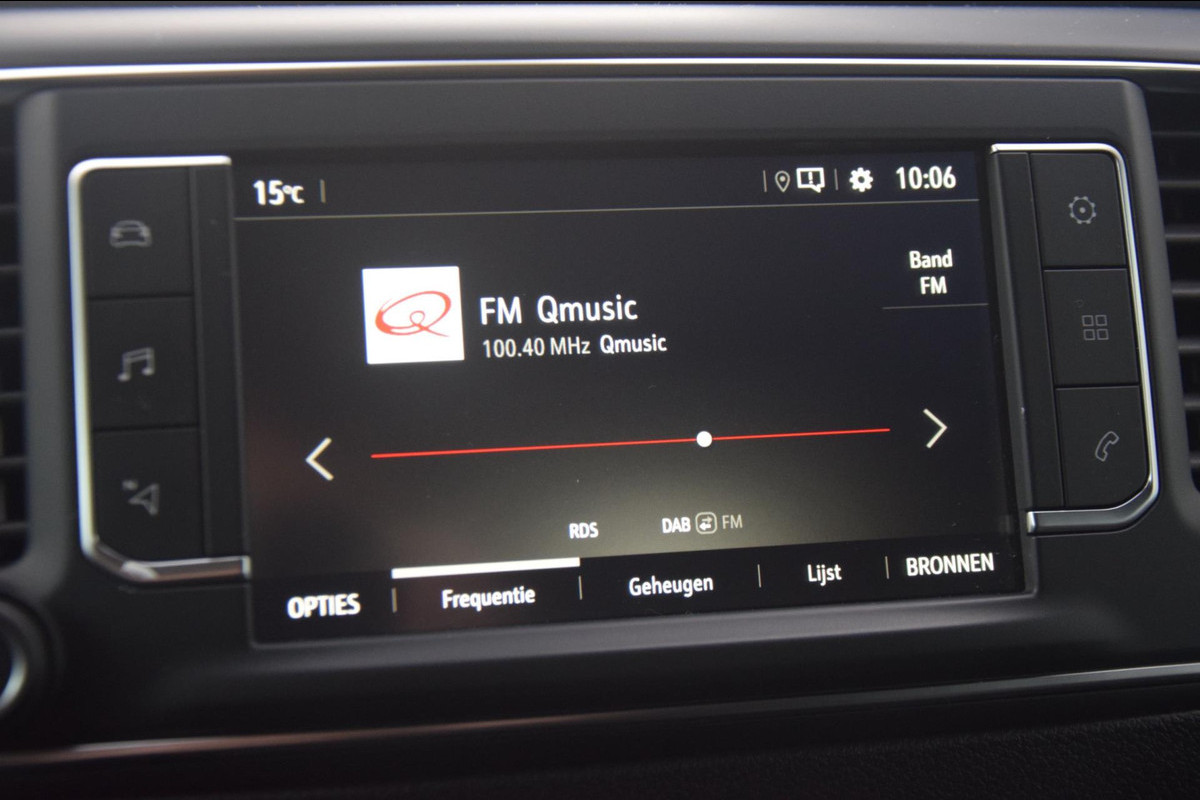 15°C
10:06
Band
FM
FM Qmusic
100.40 MHz Qmusic
RDS
DAB FM
OPTIES
Frequentie
Geheugen
Lijst
BRONNEN